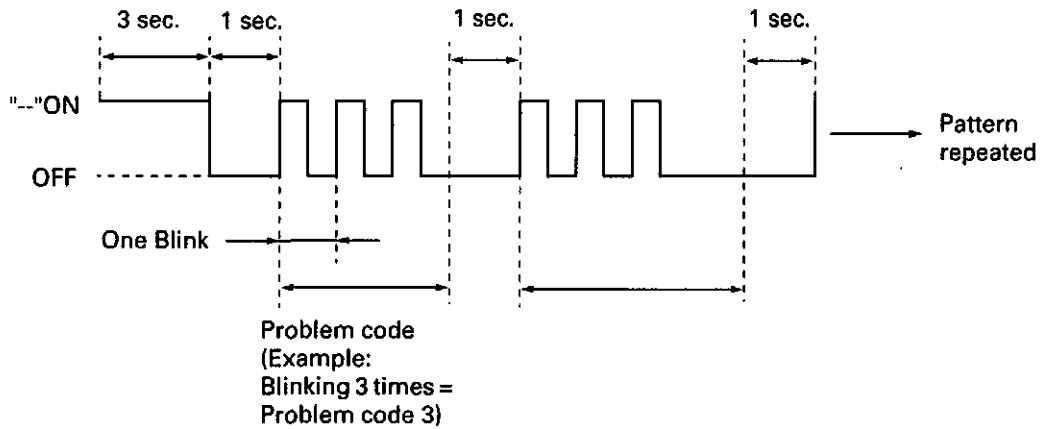 3 sec.
1 sec.
1 sec.
1 sec.
"--"ON
OFF
Pattern
repeated
One Blink
Problem code
(Example:
Blinking 3 times =
Problem code 3)